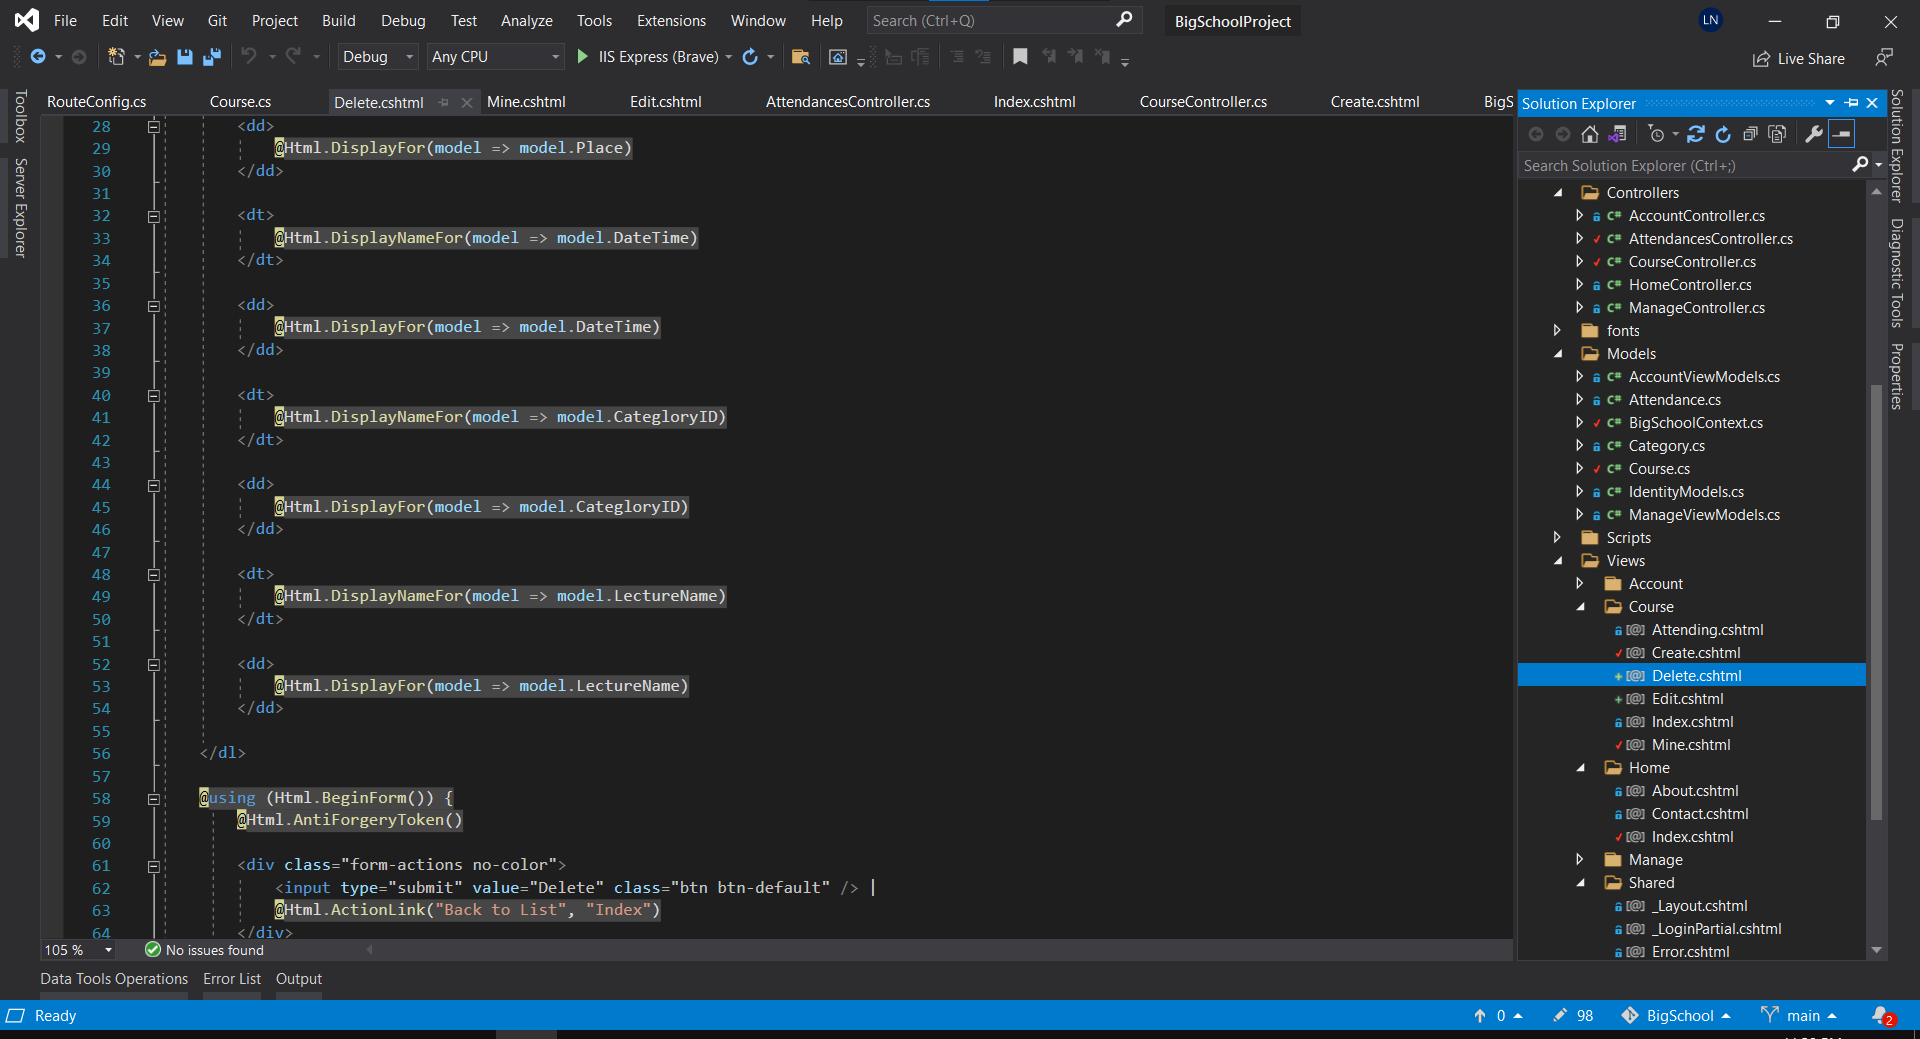 File Edit View Git Project Build Debug Test Analyze Tools Extensions Window Help Search (Ctrl+Q) BigSchoolProject LN
Debug Any CPU IIS Express (Brave) Live Share
RouteConfig.cs Course.cs Delete.cshtml Mine.cshtml Edit.cshtml AttendancesController.cs Index.cshtml CourseController.cs Create.cshtml BigS
Toolbox
Server Explorer
28 <dd>
29 @Html.DisplayFor(model => model.Place)
30 </dd>
31
32 <dt>
33 @Html.DisplayNameFor(model => model.DateTime)
34 </dt>
35
36 <dd>
37 @Html.DisplayFor(model => model.DateTime)
38 </dd>
39
40 <dt>
41 @Html.DisplayNameFor(model => model.CategloryID)
42 </dt>
43
44 <dd>
45 @Html.DisplayFor(model => model.CategloryID)
46 </dd>
47
48 <dt>
49 @Html.DisplayNameFor(model => model.LectureName)
50 </dt>
51
52 <dd>
53 @Html.DisplayFor(model => model.LectureName)
54 </dd>
55
56 </dl>
57
58 @using (Html.BeginForm()) {
59 @Html.AntiForgeryToken()
60
61 <div class="form-actions no-color">
62 <input type="submit" value="Delete" class="btn btn-default" /> |
63 @Html.ActionLink("Back to List", "Index")
64 </div>
105 % No issues found
Solution Explorer
Search Solution Explorer (Ctrl+;)
Controllers
C# AccountController.cs
C# AttendancesController.cs
C# CourseController.cs
C# HomeController.cs
C# ManageController.cs
fonts
Models
C# AccountViewModels.cs
C# Attendance.cs
C# BigSchoolContext.cs
C# Category.cs
C# Course.cs
C# IdentityModels.cs
C# ManageViewModels.cs
Scripts
Views
Account
Course
[@] Attending.cshtml
[@] Create.cshtml
[@] Delete.cshtml
[@] Edit.cshtml
[@] Index.cshtml
[@] Mine.cshtml
Home
[@] About.cshtml
[@] Contact.cshtml
[@] Index.cshtml
Manage
Shared
[@] _Layout.cshtml
[@] _LoginPartial.cshtml
[@] Error.cshtml
Solution Explorer
Diagnostic Tools
Properties
Data Tools Operations Error List Output
Ready 0 98 BigSchool main 2